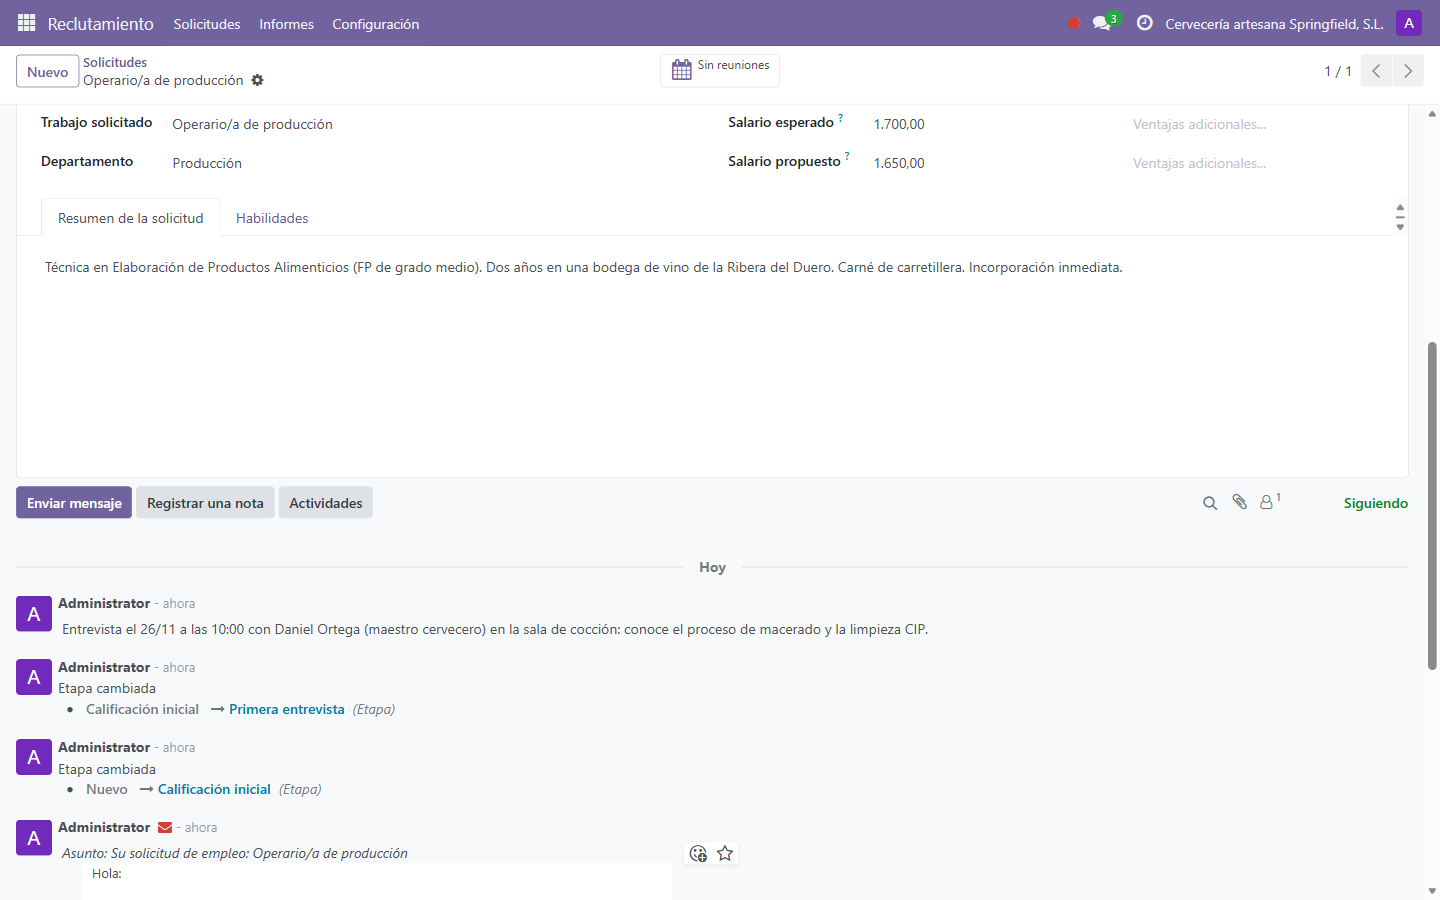 Reclutamiento Solicitudes Informes Configuración 3 Cervecería artesana Springfield, S.L. A
Nuevo Solicitudes
Operario/a de producción
Sin reuniones
1 / 1
Trabajo solicitado Operario/a de producción Salario esperado ? 1.700,00 Ventajas adicionales...
Departamento Producción Salario propuesto ? 1.650,00 Ventajas adicionales...
Resumen de la solicitud Habilidades
Técnica en Elaboración de Productos Alimenticios (FP de grado medio). Dos años en una bodega de vino de la Ribera del Duero. Carné de carretillera. Incorporación inmediata.
Enviar mensaje Registrar una nota Actividades 1 Siguiendo
Hoy
A Administrator - ahora
Entrevista el 26/11 a las 10:00 con Daniel Ortega (maestro cervecero) en la sala de cocción: conoce el proceso de macerado y la limpieza CIP.
A Administrator - ahora
Etapa cambiada
• Calificación inicial → Primera entrevista (Etapa)
A Administrator - ahora
Etapa cambiada
• Nuevo → Calificación inicial (Etapa)
A Administrator - ahora
Asunto: Su solicitud de empleo: Operario/a de producción
Hola: